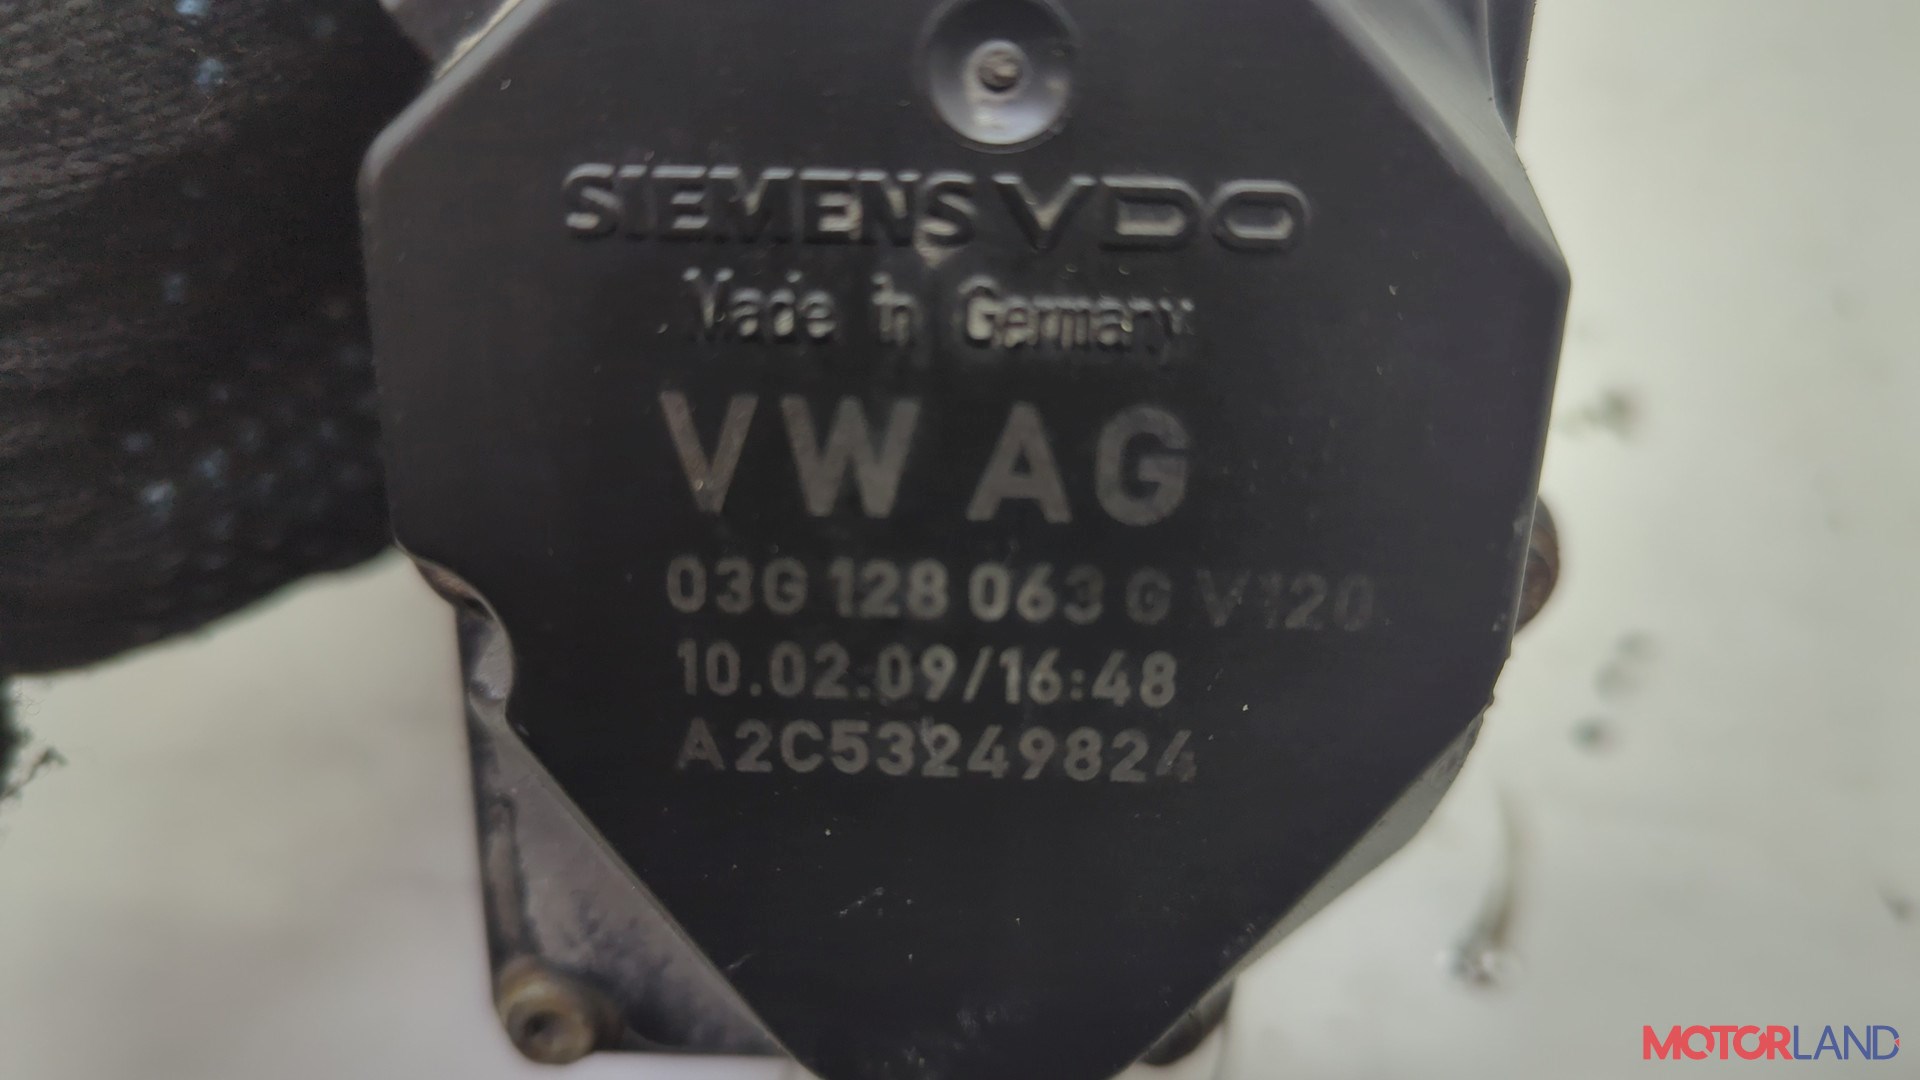 SIEMENS VDO
Made in Germany
VW AG
03G 128 063 G V120
10.02.09/16:48
A2C53249824
MOTORLAND